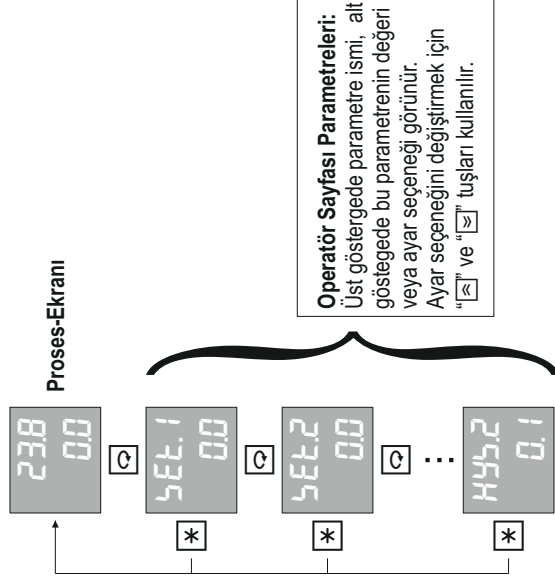 Proses-Ekranı
23.8
0.0
SEt.1
0.0
SEt.2
0.0
...
HYS.2
0.1
Operatör Sayfası Parametreleri:
Üst göstergede parametre ismi, alt
göstegede bu parametrenin değeri
veya ayar seçeneği görünür.
Ayar seçeneğini değiştirmek için
“︽” ve “︾” tuşları kullanılır.